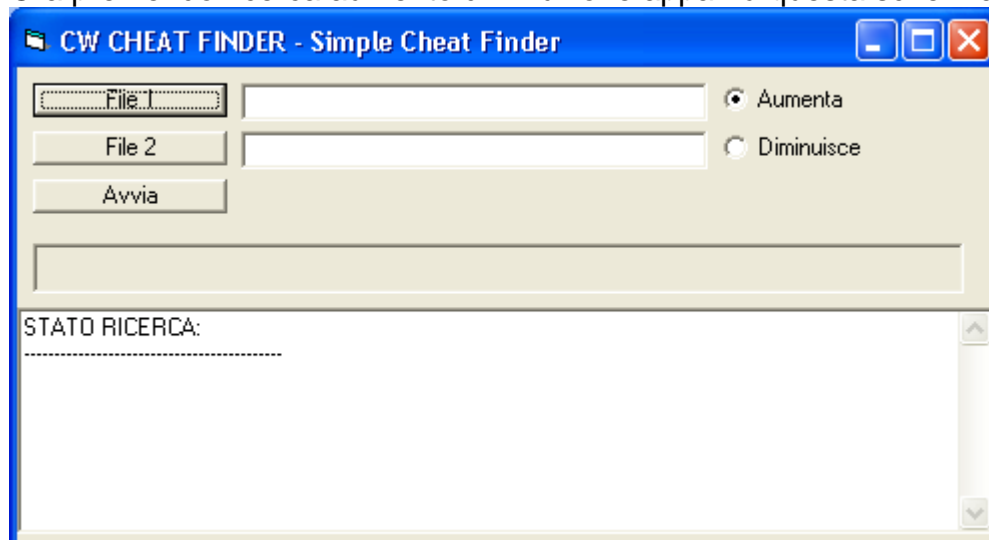 CW CHEAT FINDER - Simple Cheat Finder
File 1
Aumenta
File 2
Diminuisce
Avvia
STATO RICERCA:
-------------------------------------------